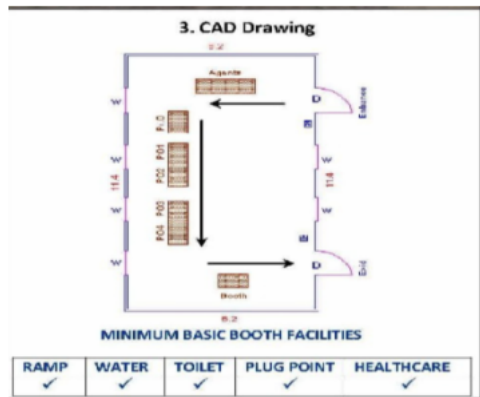 3. CAD Drawing
8.2
Agents
D
Entrance
W
W
P.O
PO1
PO2
W
W
11.4
11.4
W
W
PO3
PO4
W
D
Exit
Booth
8.2
MINIMUM BASIC BOOTH FACILITIES
RAMP WATER TOILET PLUG POINT HEALTHCARE
✓ ✓ ✓ ✓ ✓